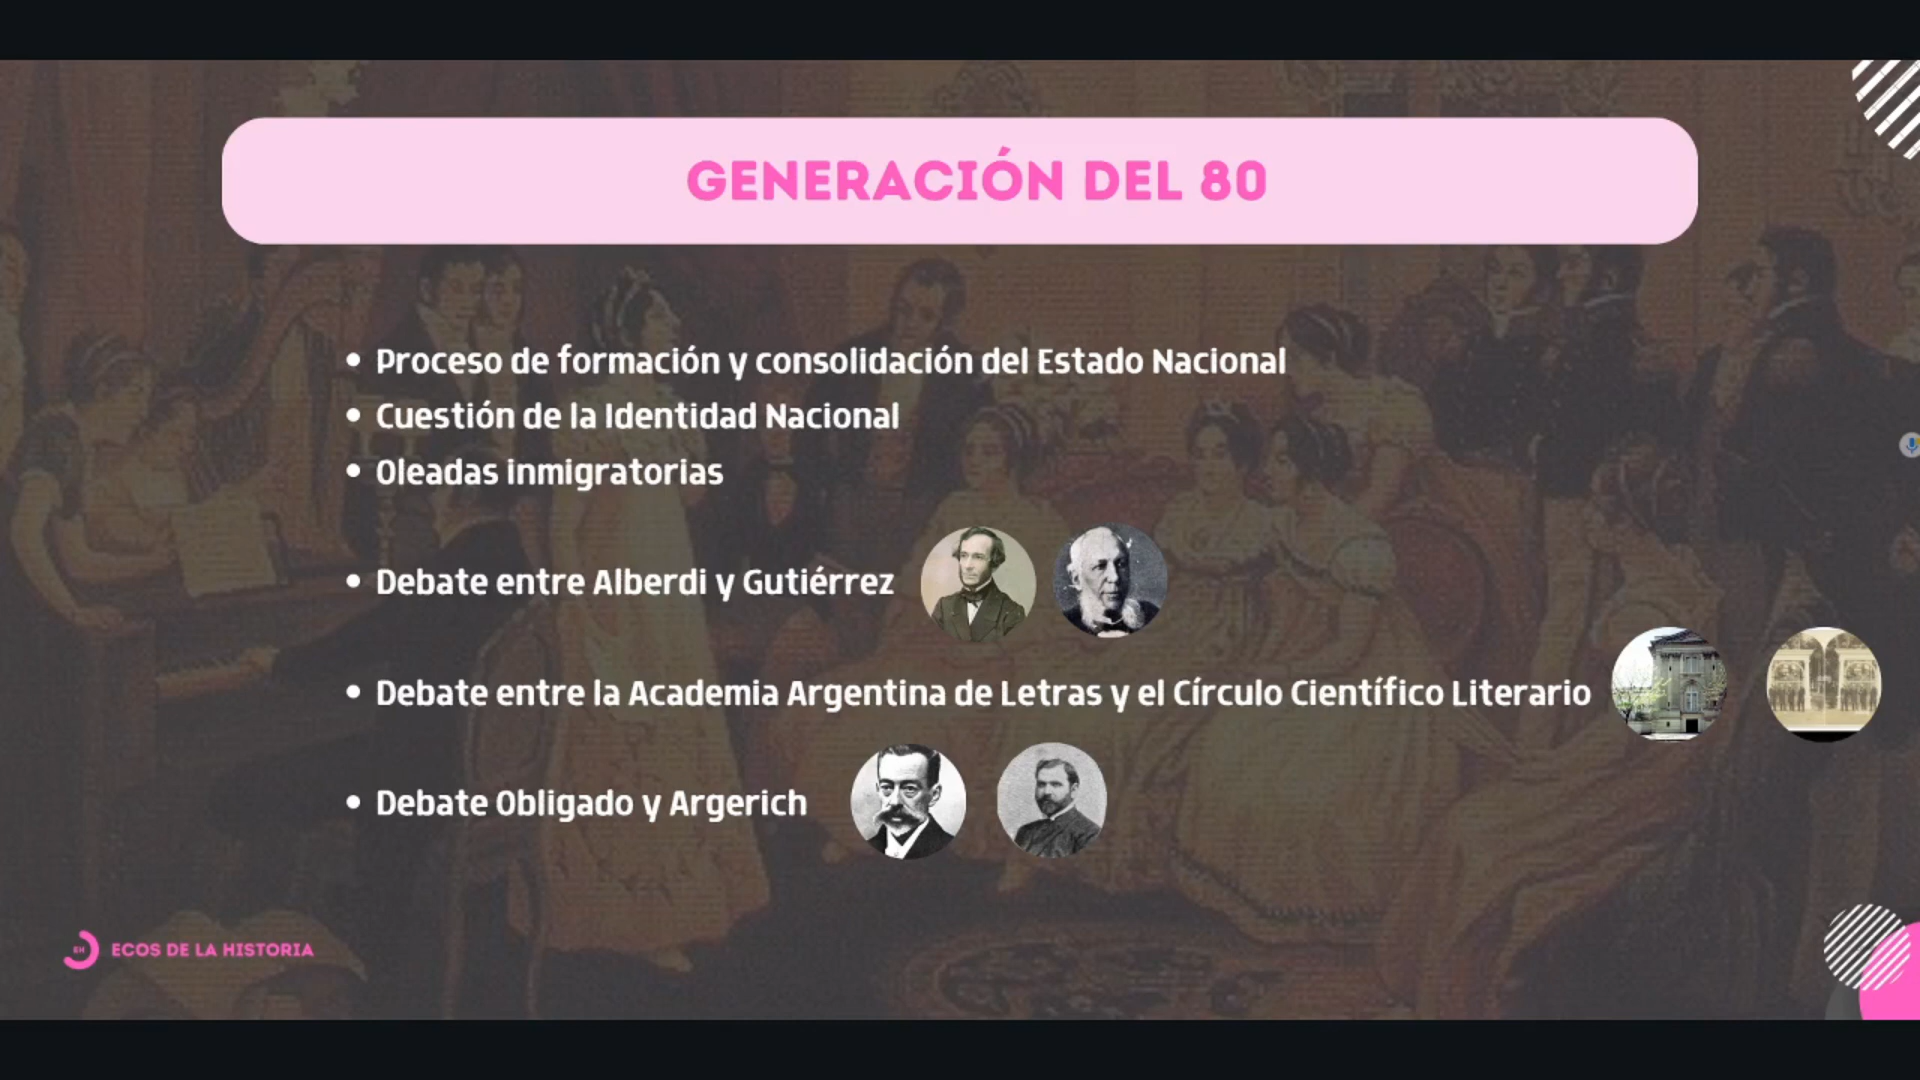 GENERACIÓN DEL 80
• Proceso de formación y consolidación del Estado Nacional
• Cuestión de la Identidad Nacional
• Oleadas inmigratorias
• Debate entre Alberdi y Gutiérrez
• Debate entre la Academia Argentina de Letras y el Círculo Científico Literario
• Debate Obligado y Argerich
EH ECOS DE LA HISTORIA